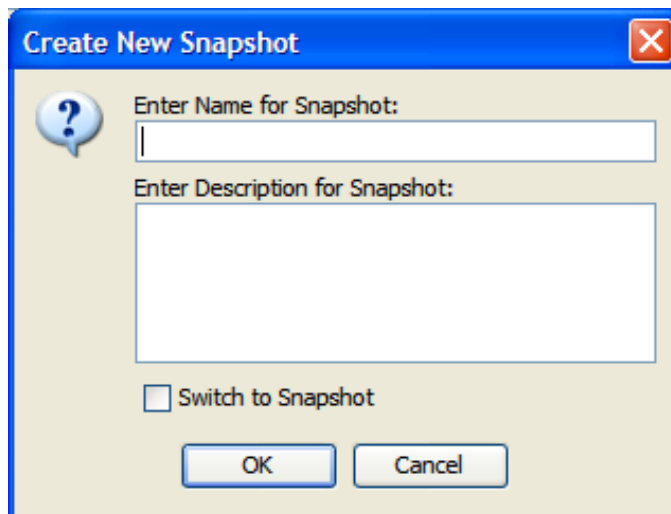 Create New Snapshot
Enter Name for Snapshot:
Enter Description for Snapshot:
Switch to Snapshot
OK Cancel